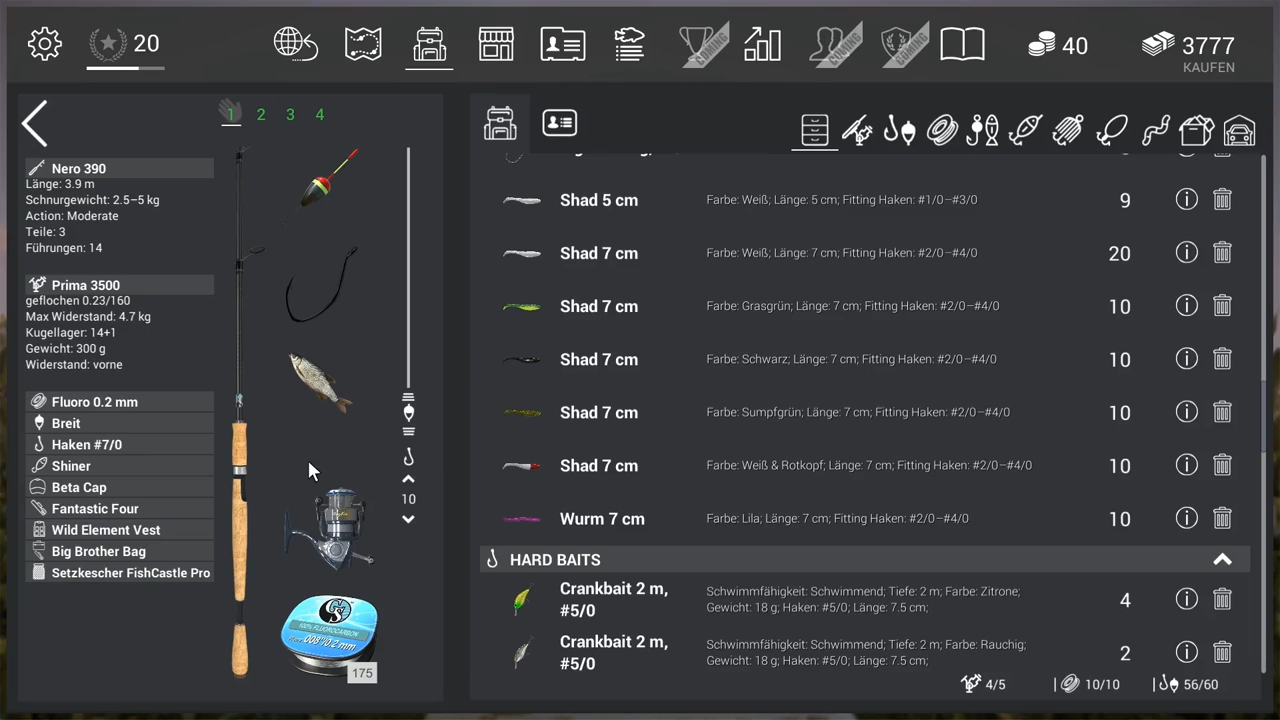 20
COMING
COMING
COMING
40
3777
KAUFEN
1 2 3 4
Nero 390
Länge: 3.9 m
Schnurgewicht: 2.5–5 kg
Action: Moderate
Teile: 3
Führungen: 14
Prima 3500
geflochen 0.23/160
Max Widerstand: 4.7 kg
Kugellager: 14+1
Gewicht: 300 g
Widerstand: vorne
Fluoro 0.2 mm
Breit
Haken #7/0
Shiner
Beta Cap
Fantastic Four
Wild Element Vest
Big Brother Bag
Setzkescher FishCastle Pro
10
100% FLUOROCARBON
.008"/0.2 mm
175
Shad 5 cm Farbe: Weiß; Länge: 5 cm; Fitting Haken: #1/0–#3/0 9
Shad 7 cm Farbe: Weiß; Länge: 7 cm; Fitting Haken: #2/0–#4/0 20
Shad 7 cm Farbe: Grasgrün; Länge: 7 cm; Fitting Haken: #2/0–#4/0 10
Shad 7 cm Farbe: Schwarz; Länge: 7 cm; Fitting Haken: #2/0–#4/0 10
Shad 7 cm Farbe: Sumpfgrün; Länge: 7 cm; Fitting Haken: #2/0–#4/0 10
Shad 7 cm Farbe: Weiß & Rotkopf; Länge: 7 cm; Fitting Haken: #2/0–#4/0 10
Wurm 7 cm Farbe: Lila; Länge: 7 cm; Fitting Haken: #2/0–#4/0 10
HARD BAITS
Crankbait 2 m, #5/0 Schwimmfähigkeit: Schwimmend; Tiefe: 2 m; Farbe: Zitrone;
Gewicht: 18 g; Haken: #5/0; Länge: 7.5 cm; 4
Crankbait 2 m, #5/0 Schwimmfähigkeit: Schwimmend; Tiefe: 2 m; Farbe: Rauchig;
Gewicht: 18 g; Haken: #5/0; Länge: 7.5 cm; 2
4/5 | 10/10 | 56/60